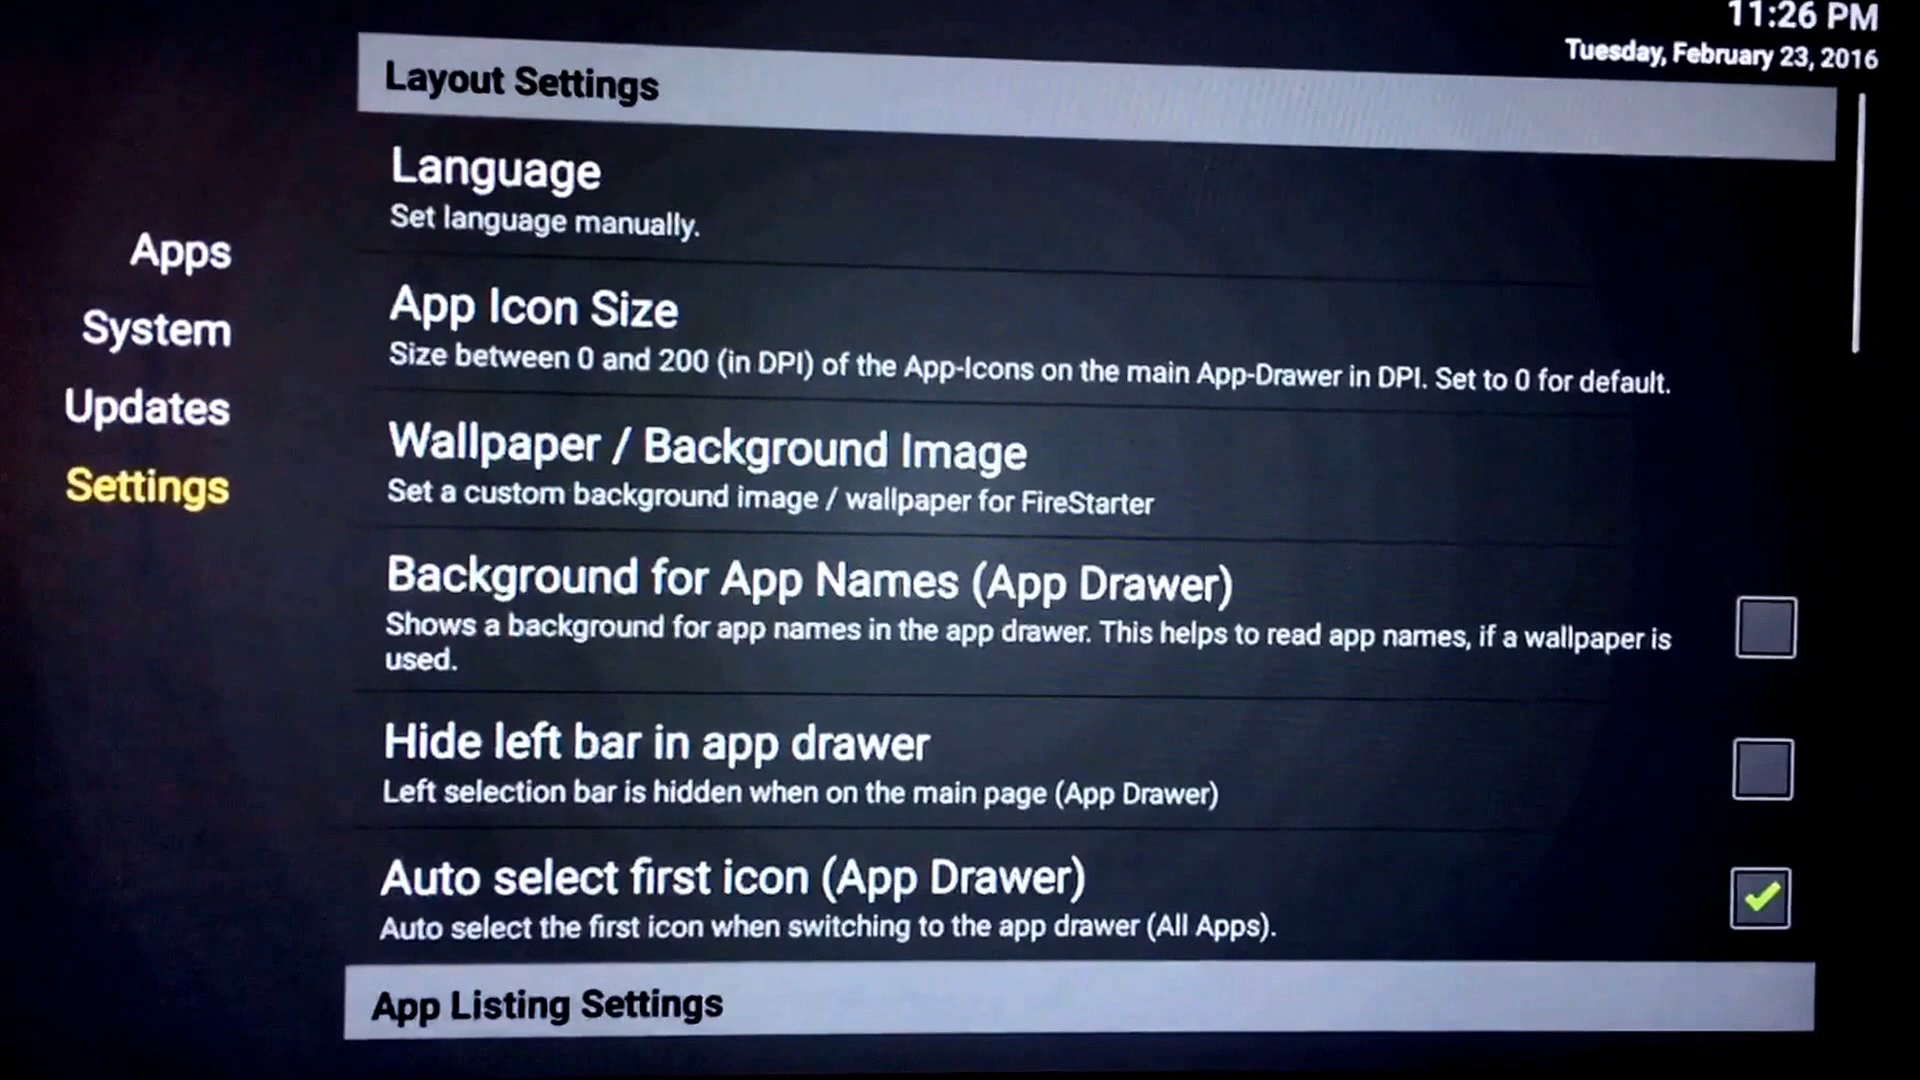 11:26 PM
Tuesday, February 23, 2016
Layout Settings
Language
Set language manually.
Apps
System
Updates
Settings
App Icon Size
Size between 0 and 200 (in DPI) of the App-Icons on the main App-Drawer in DPI. Set to 0 for default.
Wallpaper / Background Image
Set a custom background image / wallpaper for FireStarter
Background for App Names (App Drawer)
Shows a background for app names in the app drawer. This helps to read app names, if a wallpaper is
used.
Hide left bar in app drawer
Left selection bar is hidden when on the main page (App Drawer)
Auto select first icon (App Drawer)
Auto select the first icon when switching to the app drawer (All Apps).
App Listing Settings